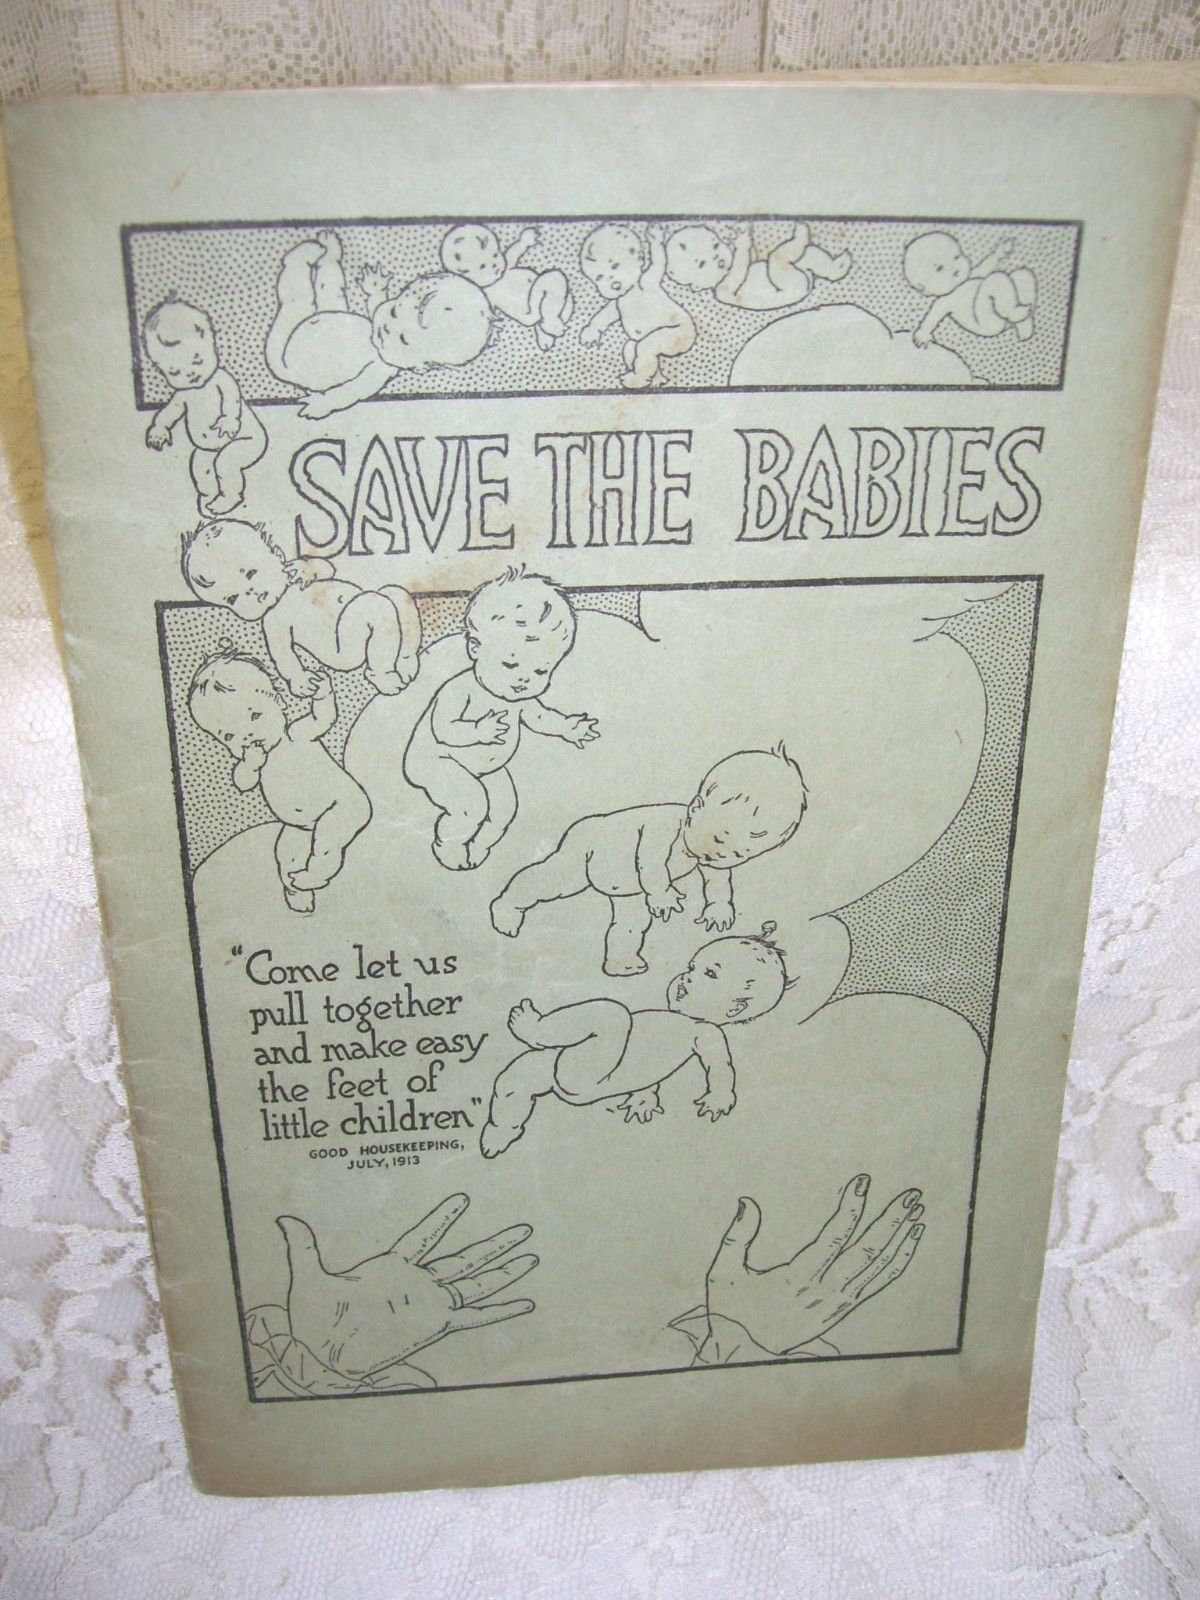 SAVE THE BABIES
"Come let us
pull together
and make easy
the feet of
little children"
GOOD HOUSEKEEPING,
JULY, 1913